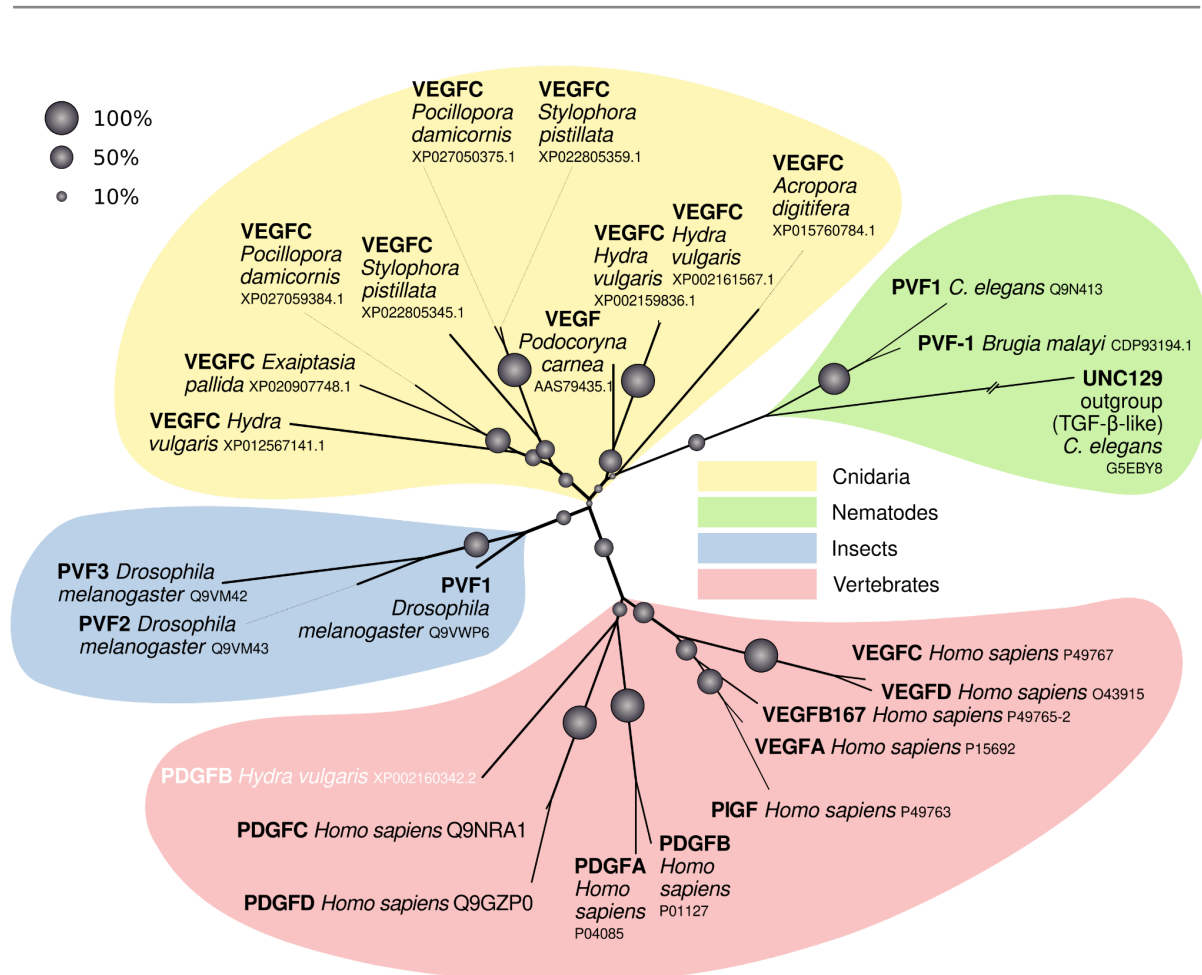 100%
50%
10%
VEGFC
Pocillopora
damicornis
XP027050375.1
VEGFC
Stylophora
pistillata
XP022805359.1
VEGFC
Acropora
digitifera
XP015760784.1
VEGFC
Pocillopora
damicornis
XP027059384.1
VEGFC
Stylophora
pistillata
XP022805345.1
VEGFC
Hydra
vulgaris
XP002159836.1
VEGFC
Hydra
vulgaris
XP002161567.1
VEGF
Podocoryna
carnea
AAS79435.1
VEGFC Exaiptasia
pallida XP020907748.1
VEGFC Hydra
vulgaris XP012567141.1
PVF1 C. elegans Q9N413
PVF-1 Brugia malayi CDP93194.1
UNC129
outgroup
(TGF-β-like)
C. elegans
G5EBY8
Cnidaria
Nematodes
Insects
Vertebrates
PVF3 Drosophila
melanogaster Q9VM42
PVF2 Drosophila
melanogaster Q9VM43
PVF1
Drosophila
melanogaster Q9VWP6
VEGFC Homo sapiens P49767
VEGFD Homo sapiens O43915
VEGFB167 Homo sapiens P49765-2
VEGFA Homo sapiens P15692
PIGF Homo sapiens P49763
PDGFB Hydra vulgaris XP002160342.2
PDGFC Homo sapiens Q9NRA1
PDGFD Homo sapiens Q9GZP0
PDGFA
Homo
sapiens
P04085
PDGFB
Homo
sapiens
P01127